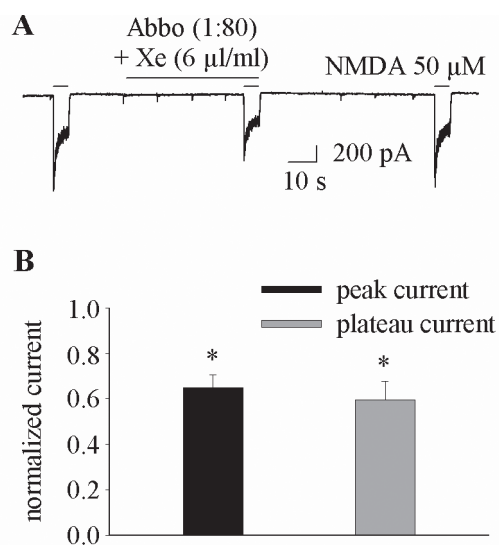 A
Abbo (1:80)
+ Xe (6 μl/ml)
NMDA 50 μM
200 pA
10 s
B
peak current
plateau current
normalized current
1.0
0.8
0.6
0.4
0.2
0.0
*
*